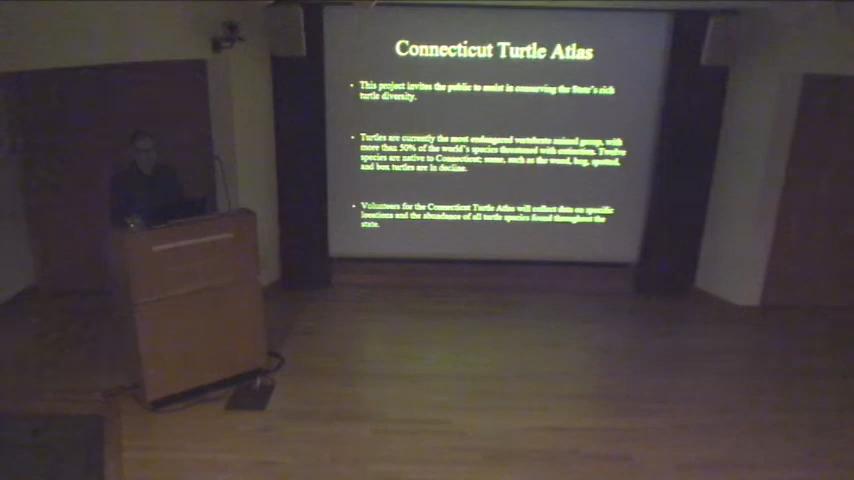 Connecticut Turtle Atlas
• This project invites the public to assist in conserving the State's rich
turtle diversity.
• Turtles are currently the most endangered vertebrate animal group, with
more than 50% of the world's species threatened with extinction. Twelve
species are native to Connecticut; some, such as the wood, bog, spotted,
and box turtles are in decline.
• Volunteers for the Connecticut Turtle Atlas will collect data on specific
locations and the abundance of all turtle species found throughout the
state.